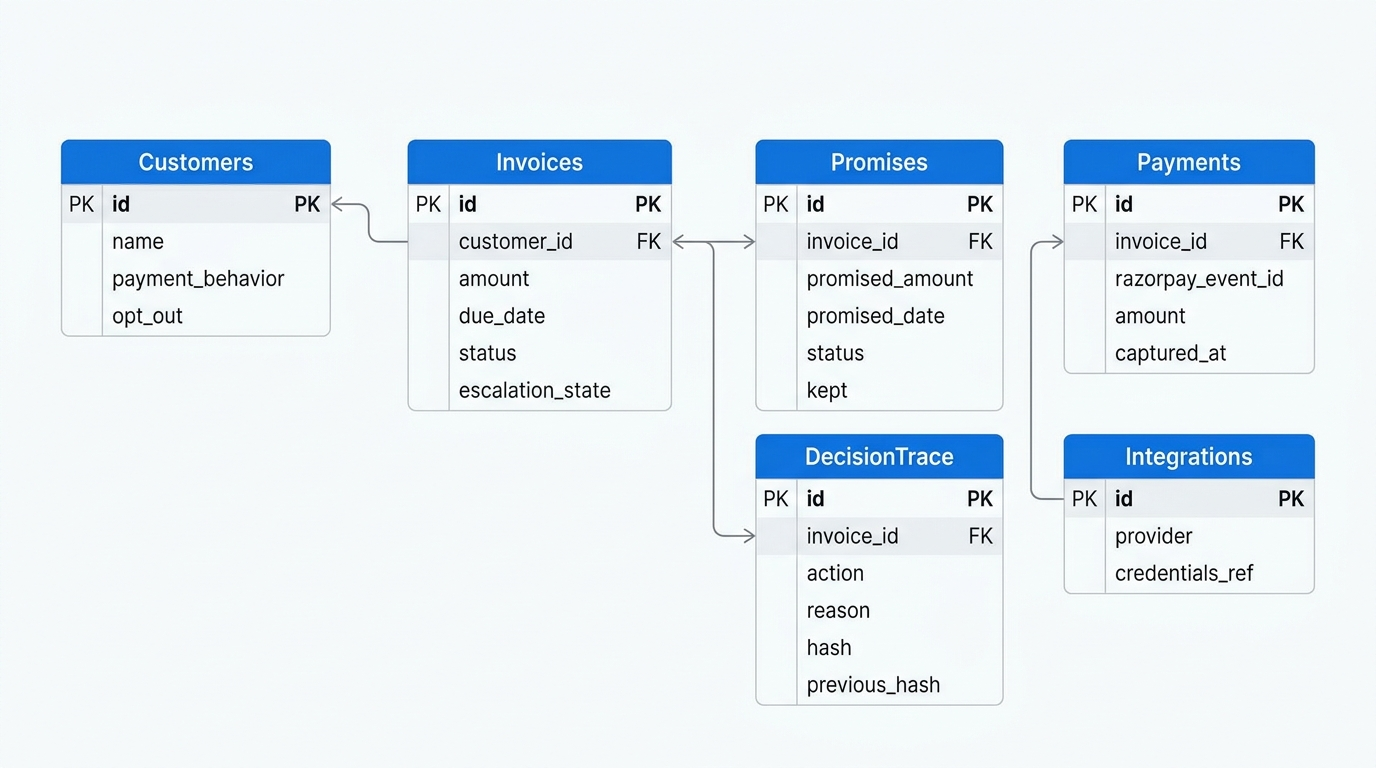 Customers
PK id PK
name
payment_behavior
opt_out
Invoices
PK id PK
customer_id FK
amount
due_date
status
escalation_state
Promises
PK id PK
invoice_id FK
promised_amount
promised_date
status
kept
Payments
PK id PK
invoice_id FK
razorpay_event_id
amount
captured_at
DecisionTrace
PK id PK
invoice_id FK
action
reason
hash
previous_hash
Integrations
PK id PK
provider
credentials_ref